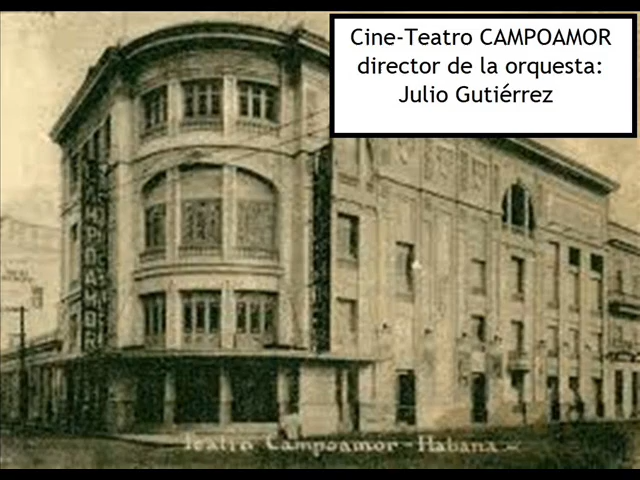 Cine-Teatro CAMPOAMOR
director de la orquesta:
Julio Gutiérrez
CAMPOAMOR
Teatro Campoamor - Habana